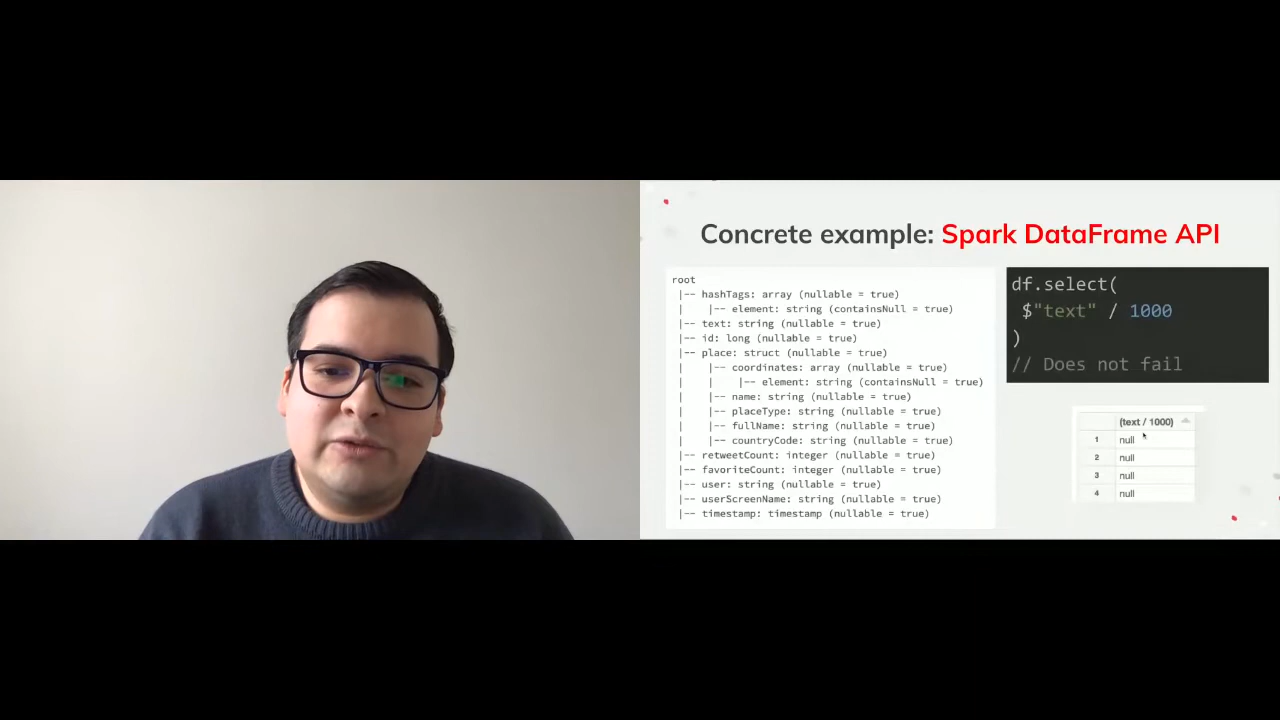 Concrete example: Spark DataFrame API
root
|-- hashTags: array (nullable = true)
|    |-- element: string (containsNull = true)
|-- text: string (nullable = true)
|-- id: long (nullable = true)
|-- place: struct (nullable = true)
|    |-- coordinates: array (nullable = true)
|    |    |-- element: string (containsNull = true)
|    |-- name: string (nullable = true)
|    |-- placeType: string (nullable = true)
|    |-- fullName: string (nullable = true)
|    |-- countryCode: string (nullable = true)
|-- retweetCount: integer (nullable = true)
|-- favoriteCount: integer (nullable = true)
|-- user: string (nullable = true)
|-- userScreenName: string (nullable = true)
|-- timestamp: timestamp (nullable = true)
df.select(
$"text" / 1000
)
// Does not fail
(text / 1000)
1 null
2 null
3 null
4 null